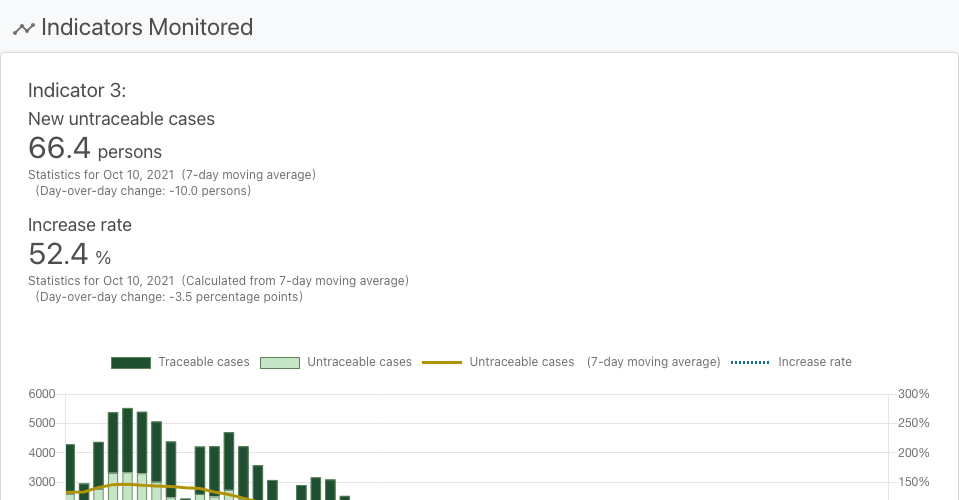 Indicators Monitored
Indicator 3:
New untraceable cases
66.4 persons
Statistics for Oct 10, 2021 (7-day moving average)
(Day-over-day change: -10.0 persons)
Increase rate
52.4 %
Statistics for Oct 10, 2021 (Calculated from 7-day moving average)
(Day-over-day change: -3.5 percentage points)
Traceable cases Untraceable cases Untraceable cases (7-day moving average) Increase rate
6000 300%
5000 250%
4000 200%
3000 150%